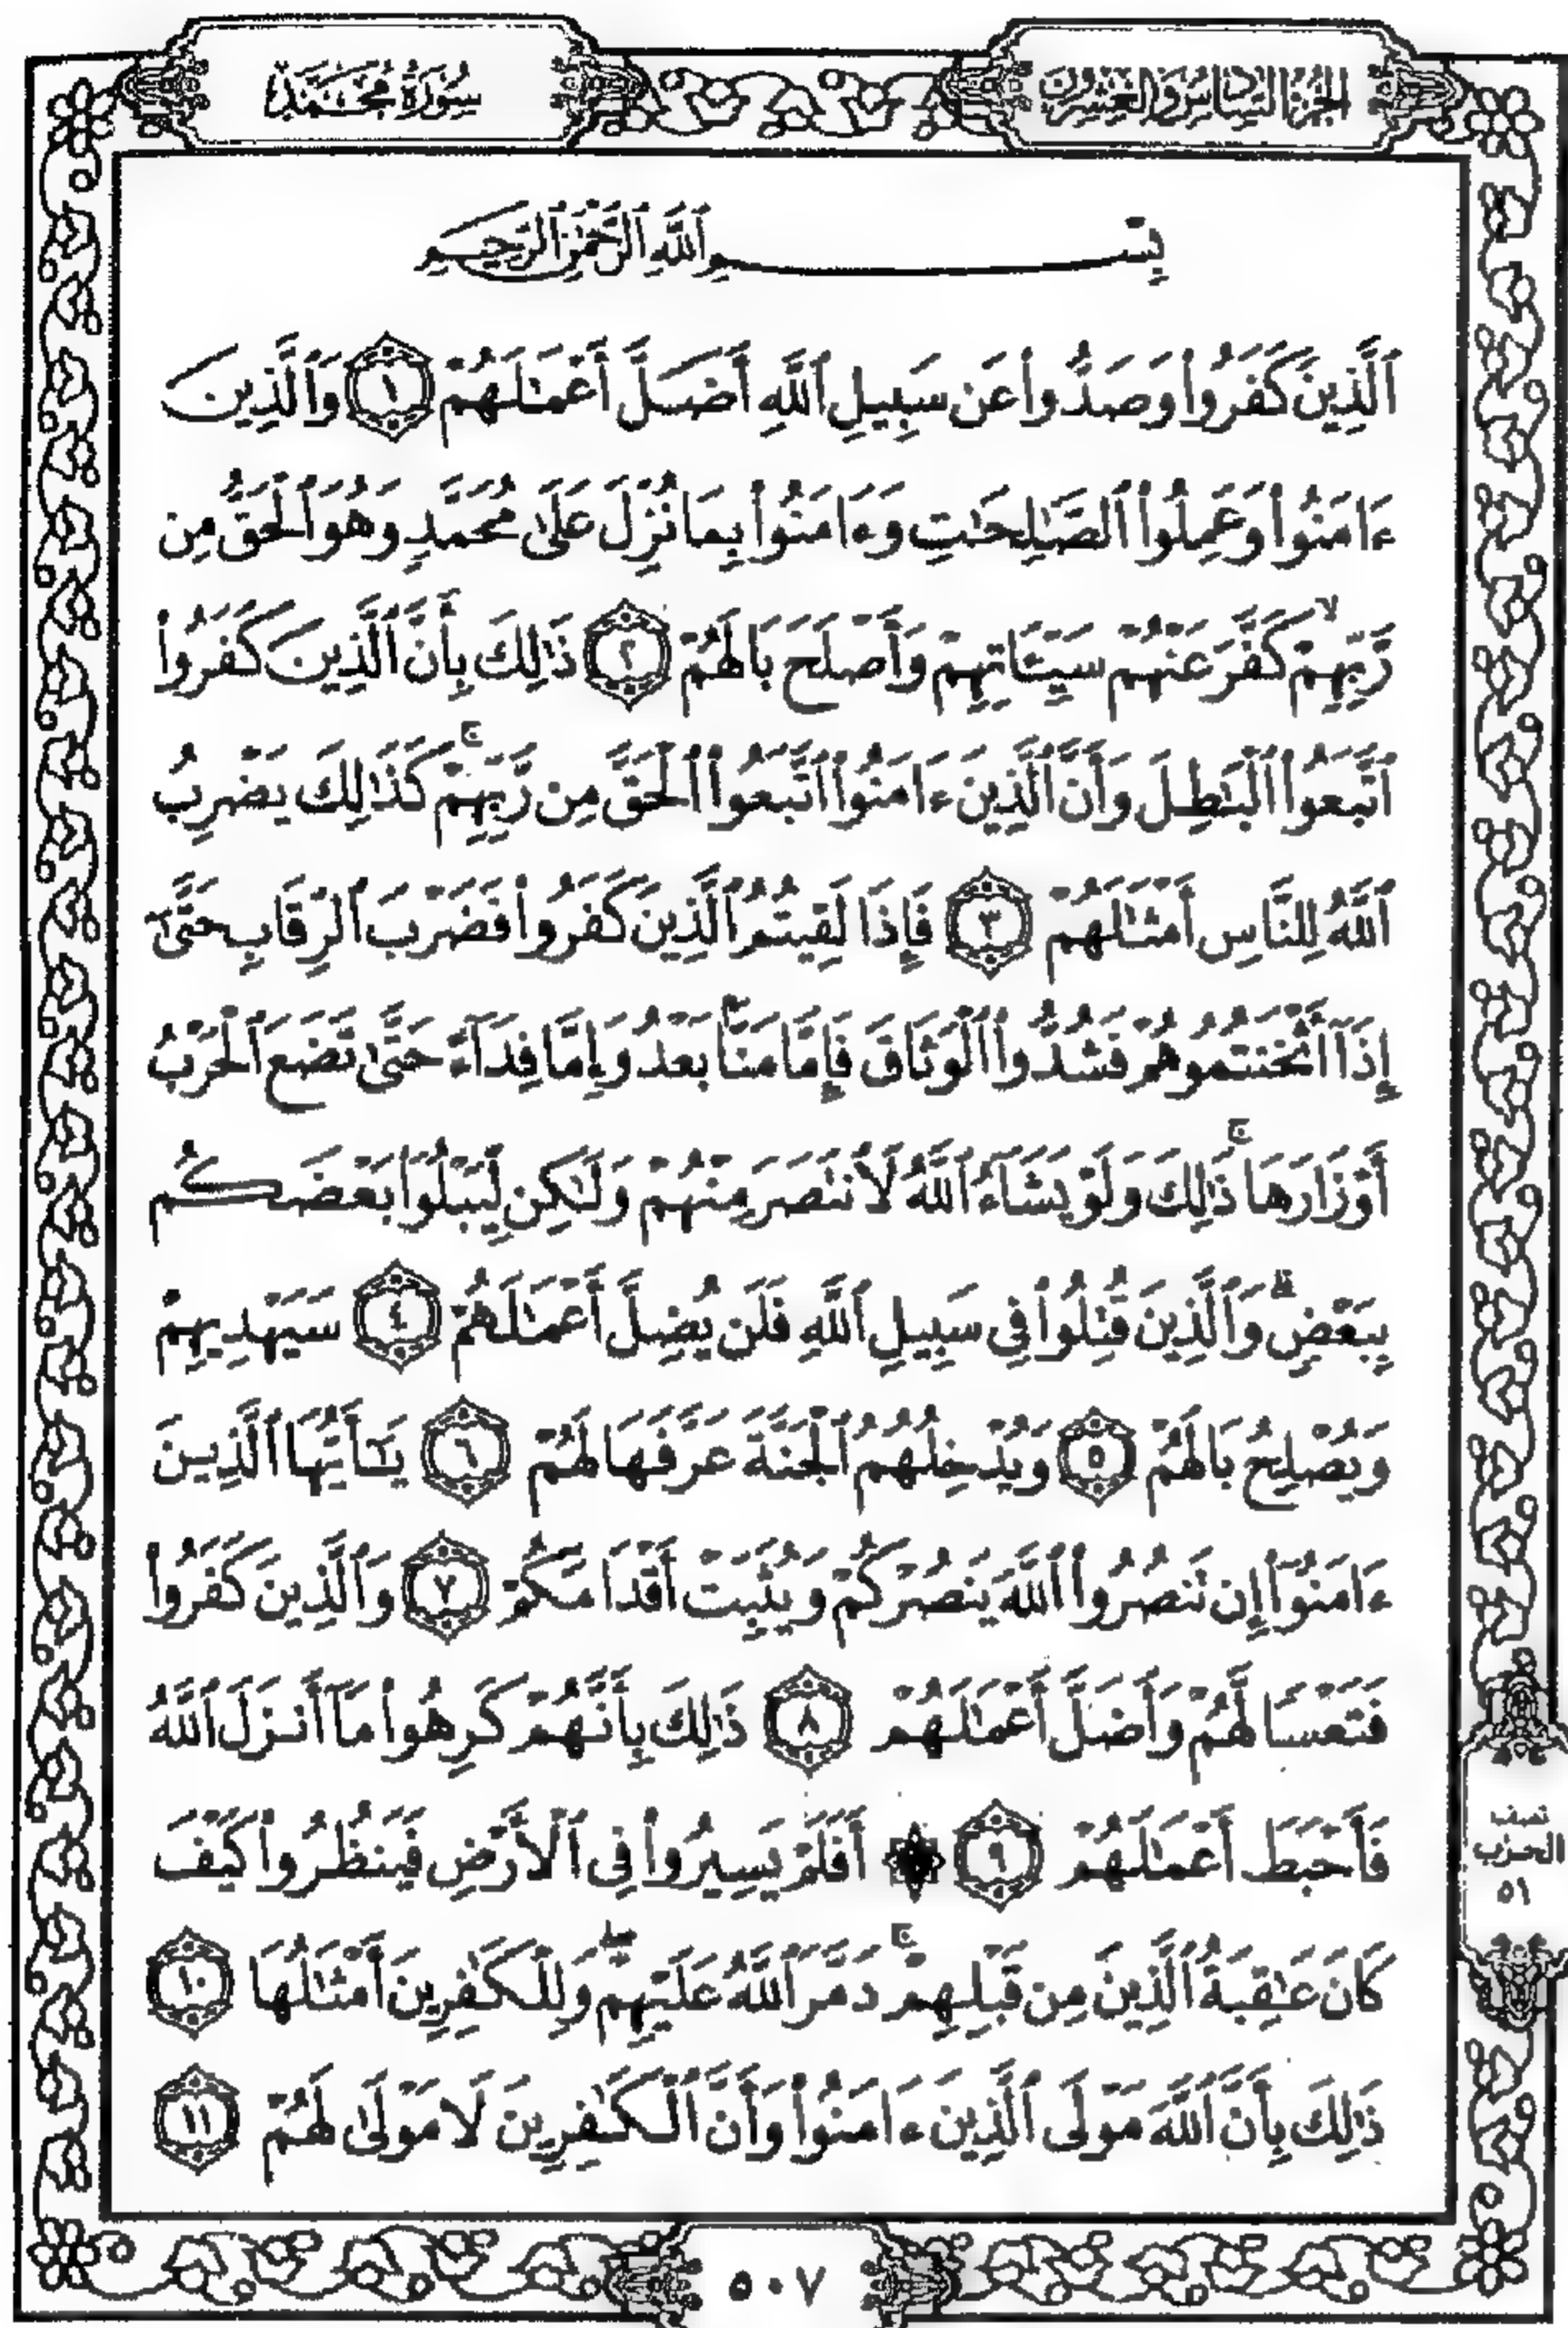 الجزء السادس والعشرون
سورة محمد
بِسْمِ ٱللَّهِ ٱلرَّحْمَٰنِ ٱلرَّحِيمِ
ٱلَّذِينَ كَفَرُوا۟ وَصَدُّوا۟ عَن سَبِيلِ ٱللَّهِ أَضَلَّ أَعْمَٰلَهُمْ ١ وَٱلَّذِينَ
ءَامَنُوا۟ وَعَمِلُوا۟ ٱلصَّٰلِحَٰتِ وَءَامَنُوا۟ بِمَا نُزِّلَ عَلَىٰ مُحَمَّدٍ وَهُوَ ٱلْحَقُّ مِن
رَّبِّهِمْ ۙ كَفَّرَ عَنْهُمْ سَيِّـَٔاتِهِمْ وَأَصْلَحَ بَالَهُمْ ٢ ذَٰلِكَ بِأَنَّ ٱلَّذِينَ كَفَرُوا۟
ٱتَّبَعُوا۟ ٱلْبَٰطِلَ وَأَنَّ ٱلَّذِينَ ءَامَنُوا۟ ٱتَّبَعُوا۟ ٱلْحَقَّ مِن رَّبِّهِمْ ۚ كَذَٰلِكَ يَضْرِبُ
ٱللَّهُ لِلنَّاسِ أَمْثَٰلَهُمْ ٣ فَإِذَا لَقِيتُمُ ٱلَّذِينَ كَفَرُوا۟ فَضَرْبَ ٱلرِّقَابِ حَتَّىٰٓ
إِذَآ أَثْخَنتُمُوهُمْ فَشُدُّوا۟ ٱلْوَثَاقَ فَإِمَّا مَنًّۢا بَعْدُ وَإِمَّا فِدَآءً حَتَّىٰ تَضَعَ ٱلْحَرْبُ
أَوْزَارَهَا ۚ ذَٰلِكَ وَلَوْ يَشَآءُ ٱللَّهُ لَٱنتَصَرَ مِنْهُمْ وَلَٰكِن لِّيَبْلُوَا۟ بَعْضَكُم
بِبَعْضٍ ۗ وَٱلَّذِينَ قُتِلُوا۟ فِى سَبِيلِ ٱللَّهِ فَلَن يُضِلَّ أَعْمَٰلَهُمْ ٤ سَيَهْدِيهِمْ
وَيُصْلِحُ بَالَهُمْ ٥ وَيُدْخِلُهُمُ ٱلْجَنَّةَ عَرَّفَهَا لَهُمْ ٦ يَٰٓأَيُّهَا ٱلَّذِينَ
ءَامَنُوٓا۟ إِن تَنصُرُوا۟ ٱللَّهَ يَنصُرْكُمْ وَيُثَبِّتْ أَقْدَامَكُمْ ٧ وَٱلَّذِينَ كَفَرُوا۟
فَتَعْسًا لَّهُمْ وَأَضَلَّ أَعْمَٰلَهُمْ ٨ ذَٰلِكَ بِأَنَّهُمْ كَرِهُوا۟ مَآ أَنزَلَ ٱللَّهُ
فَأَحْبَطَ أَعْمَٰلَهُمْ ٩ ۞ أَفَلَمْ يَسِيرُوا۟ فِى ٱلْأَرْضِ فَيَنظُرُوا۟ كَيْفَ
كَانَ عَٰقِبَةُ ٱلَّذِينَ مِن قَبْلِهِمْ ۚ دَمَّرَ ٱللَّهُ عَلَيْهِمْ ۖ وَلِلْكَٰفِرِينَ أَمْثَٰلُهَا ١٠
ذَٰلِكَ بِأَنَّ ٱللَّهَ مَوْلَى ٱلَّذِينَ ءَامَنُوا۟ وَأَنَّ ٱلْكَٰفِرِينَ لَا مَوْلَىٰ لَهُمْ ١١
نصف
الحزب
٥١
٥٠٧